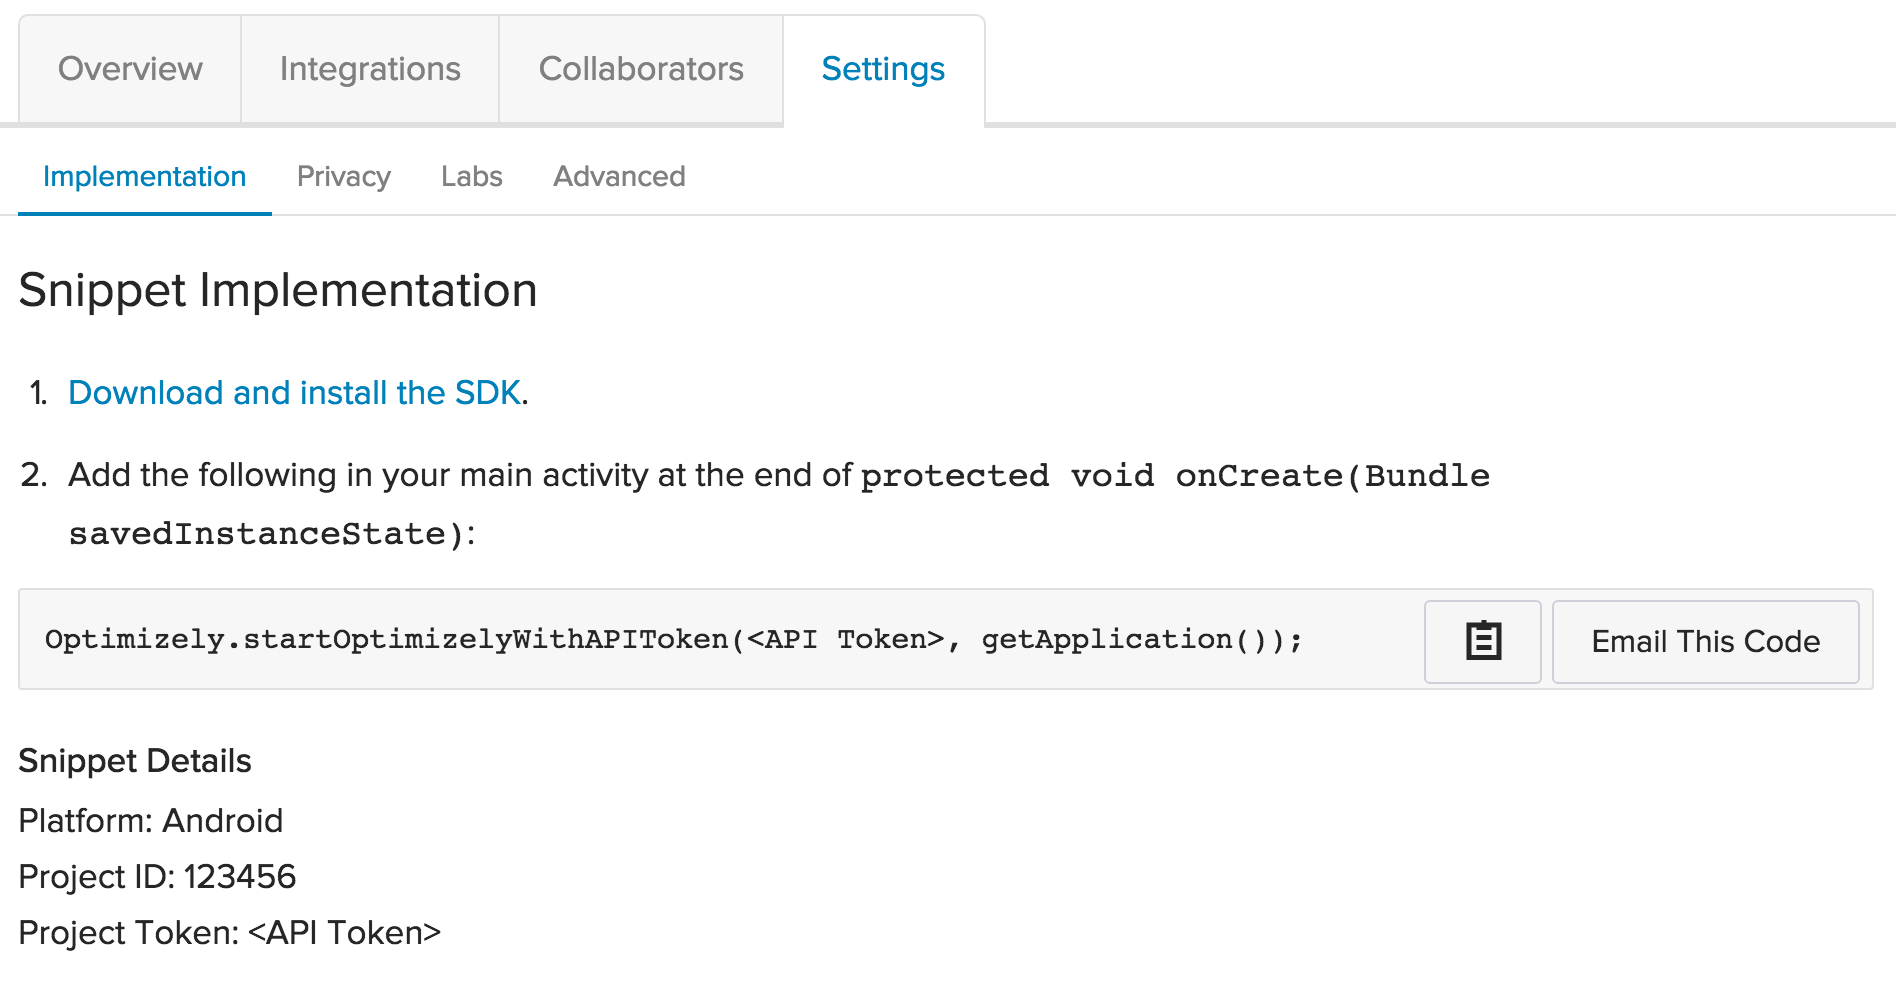 Overview Integrations Collaborators Settings
Implementation Privacy Labs Advanced
Snippet Implementation
1. Download and install the SDK.
2. Add the following in your main activity at the end of protected void onCreate(Bundle
savedInstanceState):
Optimizely.startOptimizelyWithAPIToken(<API Token>, getApplication()); Email This Code
Snippet Details
Platform: Android
Project ID: 123456
Project Token: <API Token>